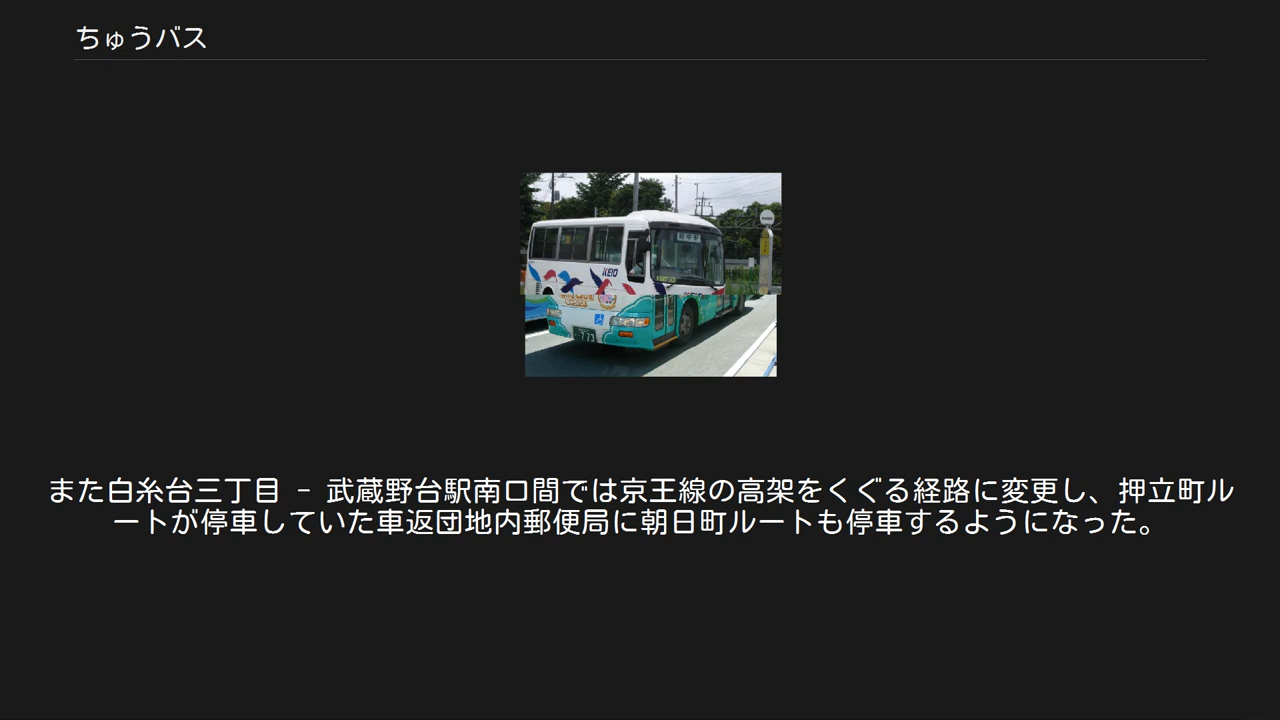 ちゅうバス
KEIO
773
また白糸台三丁目 - 武蔵野台駅南口間では京王線の高架をくぐる経路に変更し、押立町ル
ートが停車していた車返団地内郵便局に朝日町ルートも停車するようになった。